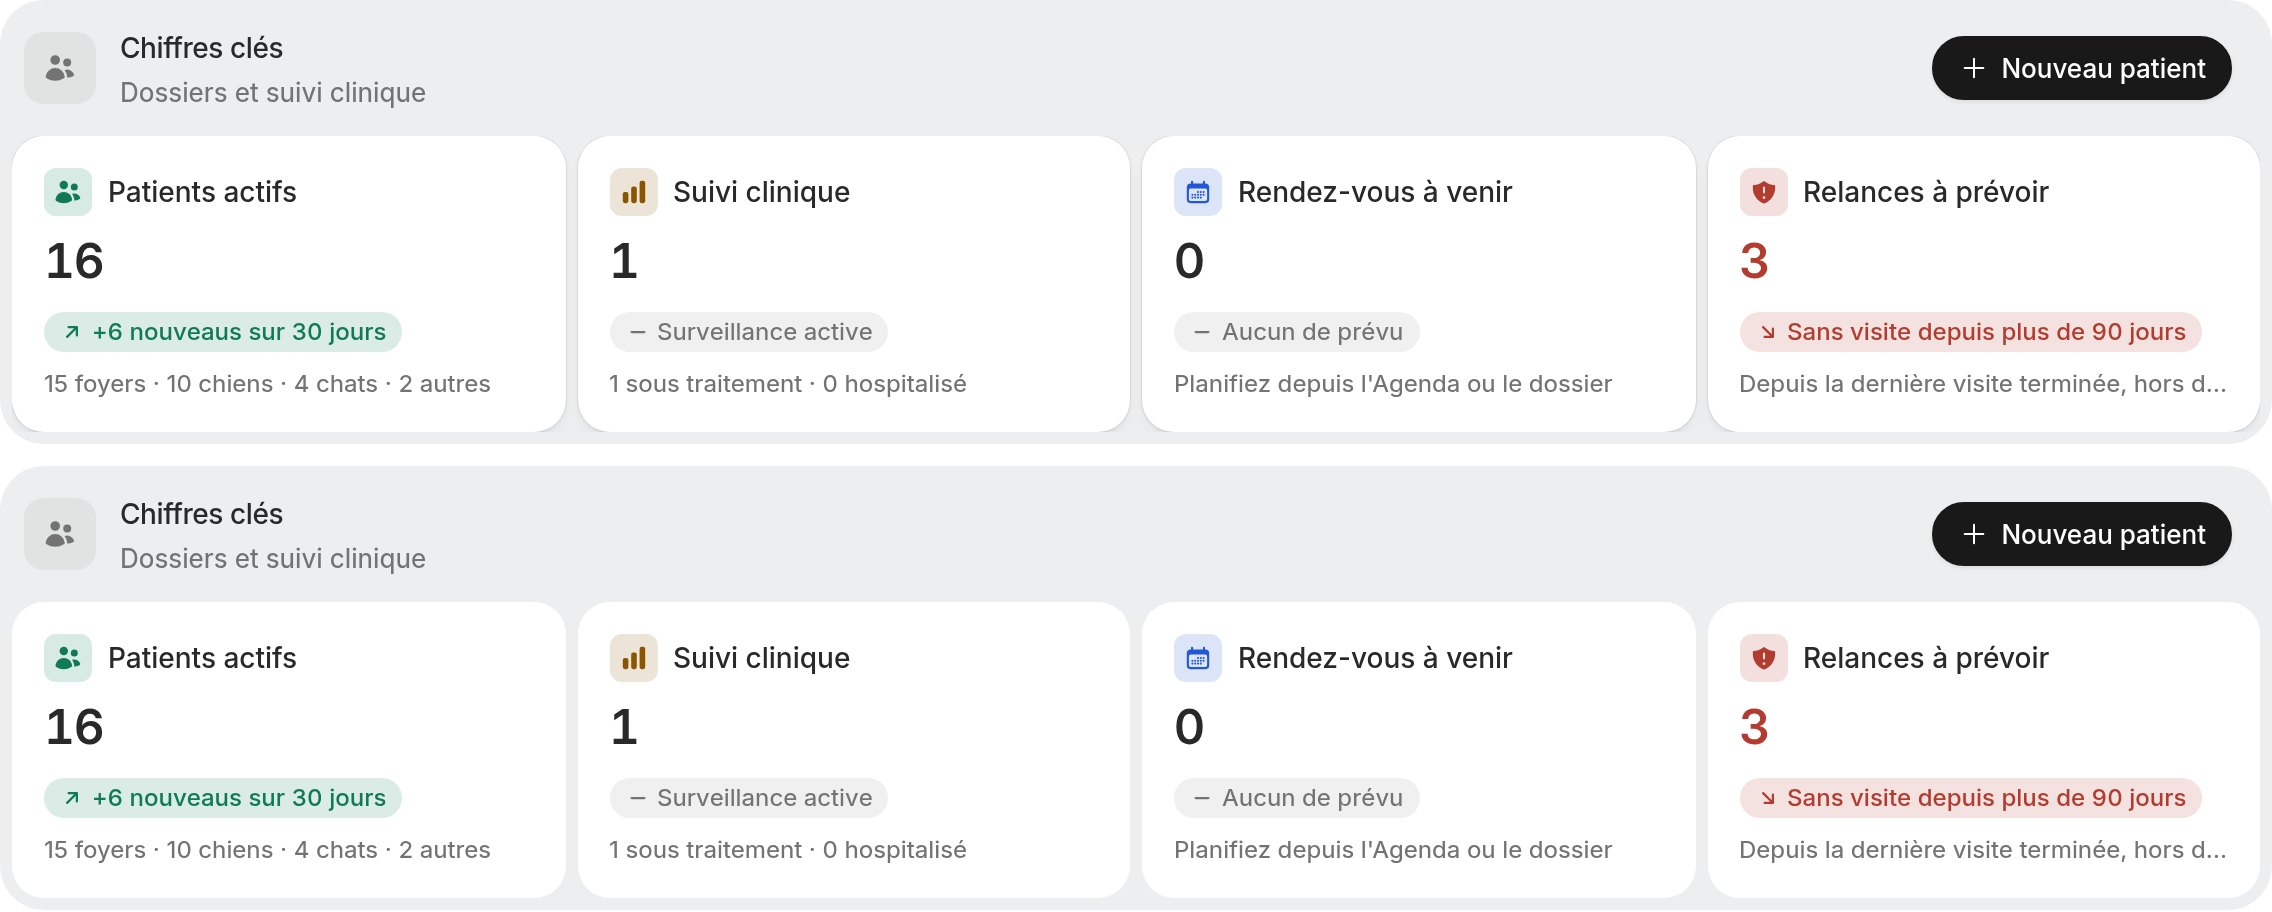 Chiffres clés
Dossiers et suivi clinique
Nouveau patient
Patients actifs
16
+6 nouveaus sur 30 jours
15 foyers · 10 chiens · 4 chats · 2 autres
Suivi clinique
1
Surveillance active
1 sous traitement · 0 hospitalisé
Rendez-vous à venir
0
Aucun de prévu
Planifiez depuis l'Agenda ou le dossier
Relances à prévoir
3
Sans visite depuis plus de 90 jours
Depuis la dernière visite terminée, hors d...
Chiffres clés
Dossiers et suivi clinique
Nouveau patient
Patients actifs
16
+6 nouveaus sur 30 jours
15 foyers · 10 chiens · 4 chats · 2 autres
Suivi clinique
1
Surveillance active
1 sous traitement · 0 hospitalisé
Rendez-vous à venir
0
Aucun de prévu
Planifiez depuis l'Agenda ou le dossier
Relances à prévoir
3
Sans visite depuis plus de 90 jours
Depuis la dernière visite terminée, hors d...